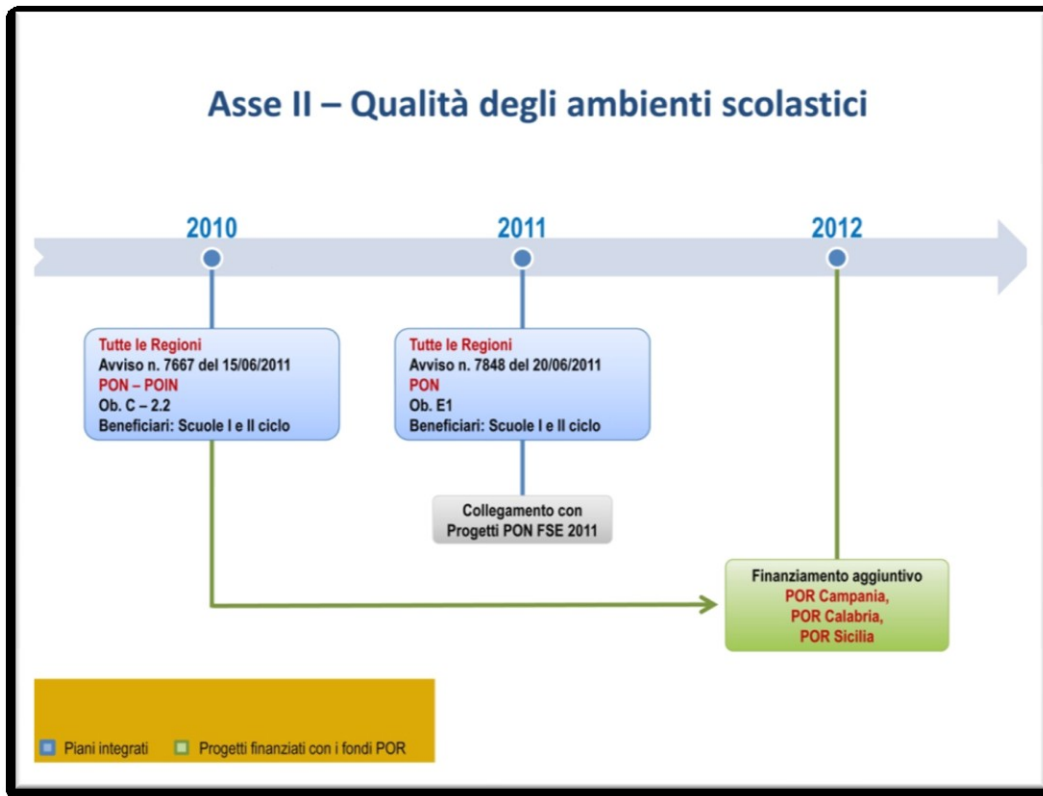 Asse II – Qualità degli ambienti scolastici
2010
2011
2012
Tutte le Regioni
Avviso n. 7667 del 15/06/2011
PON – POIN
Ob. C – 2.2
Beneficiari: Scuole I e II ciclo
Tutte le Regioni
Avviso n. 7848 del 20/06/2011
PON
Ob. E1
Beneficiari: Scuole I e II ciclo
Collegamento con
Progetti PON FSE 2011
Finanziamento aggiuntivo
POR Campania,
POR Calabria,
POR Sicilia
Piani integrati
Progetti finanziati con i fondi POR